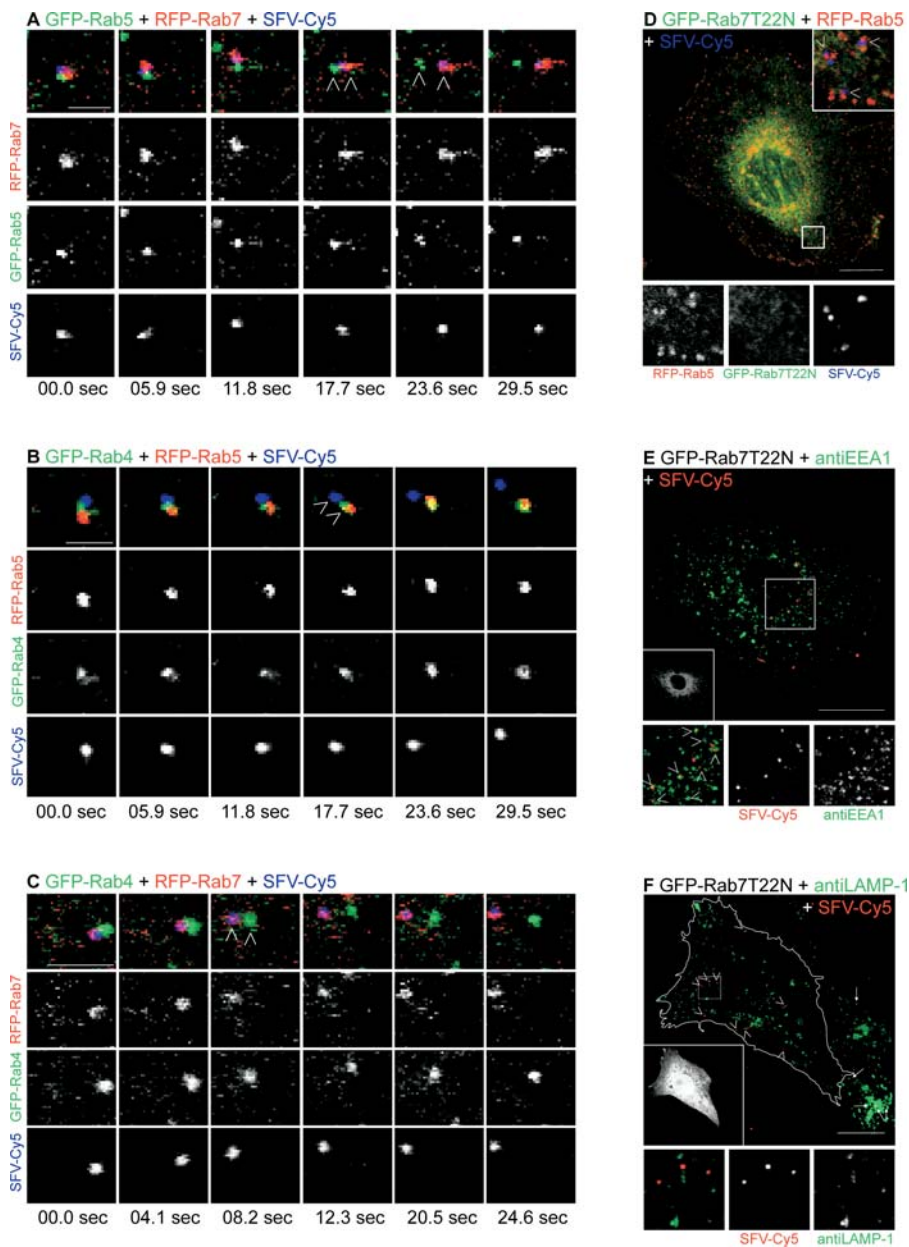 A GFP-Rab5 + RFP-Rab7 + SFV-Cy5
RFP-Rab7
GFP-Rab5
SFV-Cy5
00.0 sec 05.9 sec 11.8 sec 17.7 sec 23.6 sec 29.5 sec
B GFP-Rab4 + RFP-Rab5 + SFV-Cy5
RFP-Rab5
GFP-Rab4
SFV-Cy5
00.0 sec 05.9 sec 11.8 sec 17.7 sec 23.6 sec 29.5 sec
C GFP-Rab4 + RFP-Rab7 + SFV-Cy5
RFP-Rab7
GFP-Rab4
SFV-Cy5
00.0 sec 04.1 sec 08.2 sec 12.3 sec 20.5 sec 24.6 sec
D GFP-Rab7T22N + RFP-Rab5
+ SFV-Cy5
RFP-Rab5 GFP-Rab7T22N SFV-Cy5
E GFP-Rab7T22N + antiEEA1
+ SFV-Cy5
SFV-Cy5 antiEEA1
F GFP-Rab7T22N + antiLAMP-1
+ SFV-Cy5
SFV-Cy5 antiLAMP-1